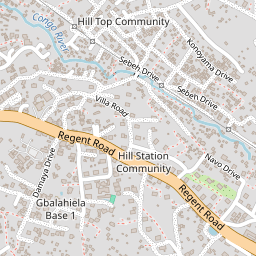 Hill Top Community
Congo River
Konoyama Drive
Sebeh Drive
Villa Road
Sebeh Drive
Regent Road
Hill Station
Community
Navo Drive
Damaya Drive
Gbalahiela
Base 1
Regent Road